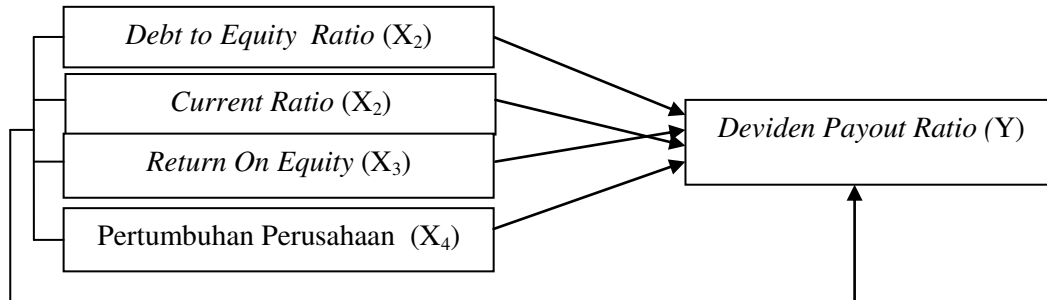 Debt to Equity Ratio (X₂)
Current Ratio (X₂)
Return On Equity (X₃)
Pertumbuhan Perusahaan (X₄)
Deviden Payout Ratio (Y)